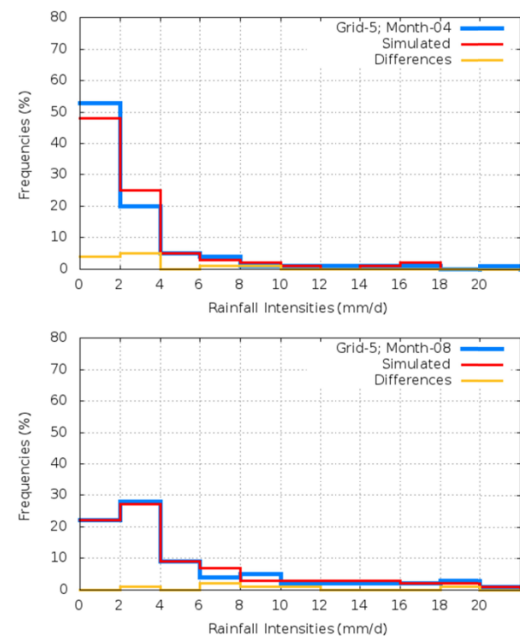 Grid-5; Month-04
Simulated
Differences
Frequencies (%)
80
70
60
50
40
30
20
10
0
0 2 4 6 8 10 12 14 16 18 20
Rainfall Intensities (mm/d)
Grid-5; Month-08
Simulated
Differences
Frequencies (%)
80
70
60
50
40
30
20
10
0
0 2 4 6 8 10 12 14 16 18 20
Rainfall Intensities (mm/d)